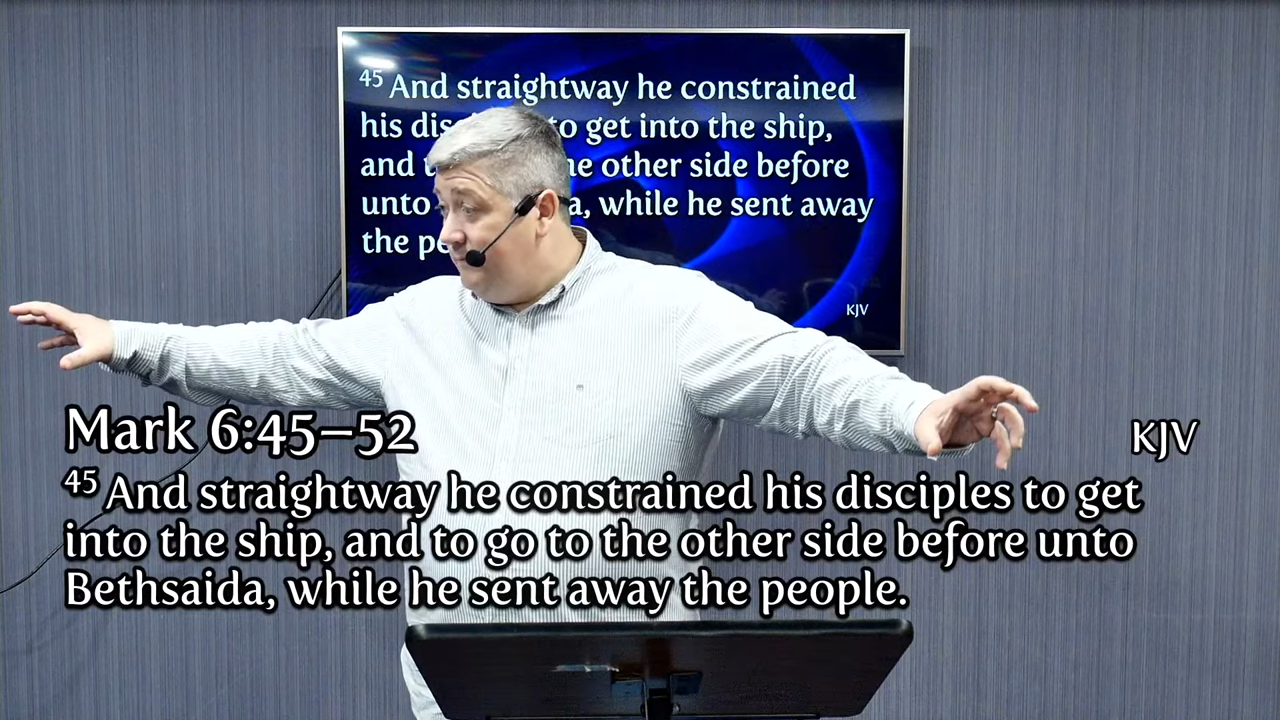 45 And straightway he constrained
his dis to get into the ship,
and the other side before
unto a, while he sent away
the pe
KJV
Mark 6:45–52
KJV
45 And straightway he constrained his disciples to get
into the ship, and to go to the other side before unto
Bethsaida, while he sent away the people.